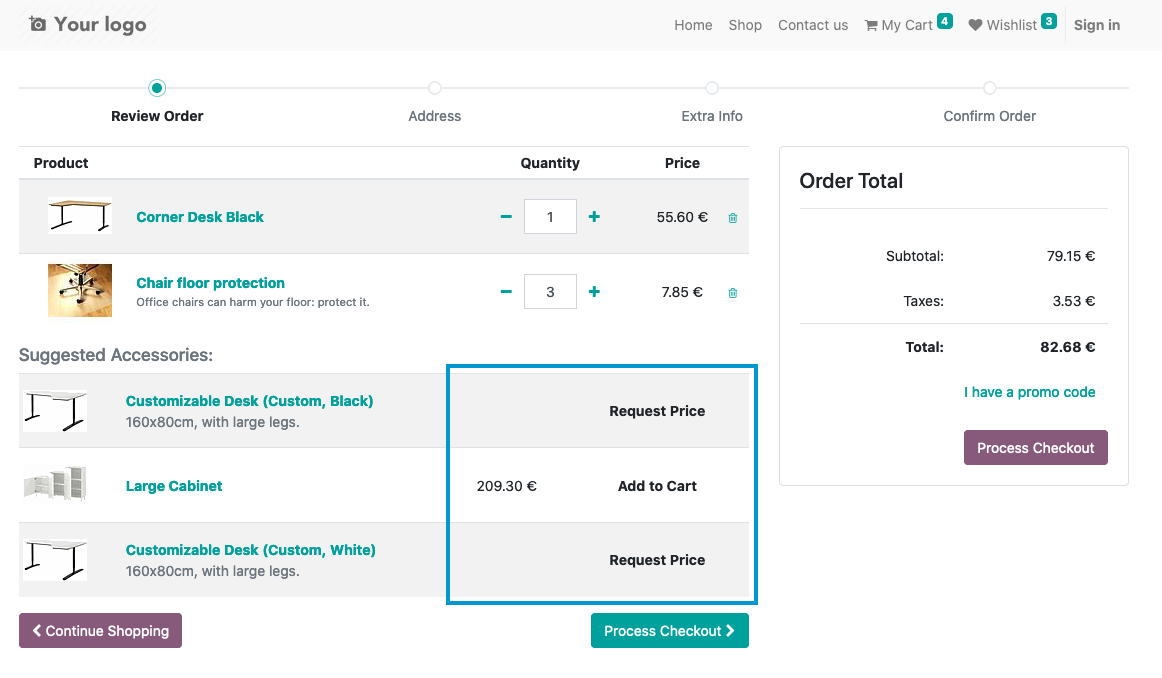 Your logo
Home Shop Contact us My Cart 4 Wishlist 3 Sign in
Review Order Address Extra Info Confirm Order
Product Quantity Price
Corner Desk Black 1 55.60 €
Chair floor protection
Office chairs can harm your floor: protect it.
3 7.85 €
Suggested Accessories:
Customizable Desk (Custom, Black)
160x80cm, with large legs.
Request Price
Large Cabinet 209.30 € Add to Cart
Customizable Desk (Custom, White)
160x80cm, with large legs.
Request Price
Continue Shopping Process Checkout
Order Total
Subtotal: 79.15 €
Taxes: 3.53 €
Total: 82.68 €
I have a promo code
Process Checkout